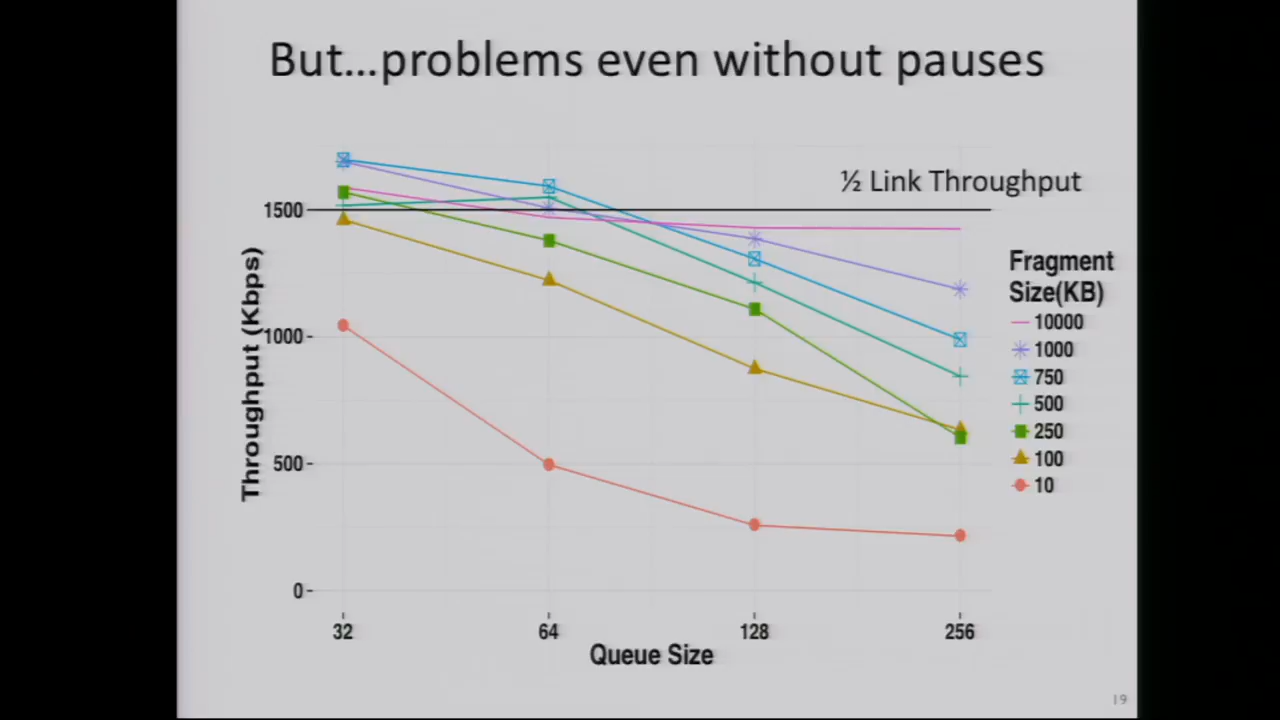 But...problems even without pauses
½ Link Throughput
1500
1000
500
0
Throughput (Kbps)
32
64
128
256
Queue Size
Fragment
Size(KB)
10000
1000
750
500
250
100
10
19